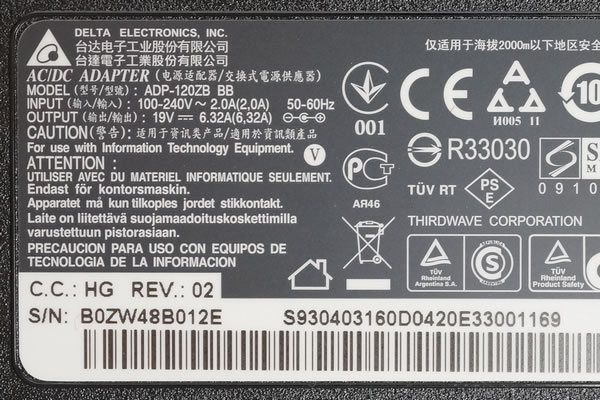 DELTA ELECTRONICS, INC.
台达电子工业股份有限公司
台達電子工業股份有限公司
仅适用于海拔2000m以下地区安全
AC/DC ADAPTER (电源适配器/交換式電源供應器)
MODEL (型号/型號) : ADP-120ZB BB
INPUT (输入/輸入) : 100-240V~ 2.0A(2,0A) 50-60Hz
OUTPUT (输出/輸出) : 19V ⎓ 6.32A(6,32A)
CAUTION (警告): 适用于资讯类产品/適用於資訊類產品
For use with Information Technology Equipment. V
ATTENTION :
UTILISER AVEC DU MATERIEL INFORMATIQUE SEULEMENT.
Endast för kontorsmaskin.
Apparatet må kun tilkoples jordet stikkontakt.
Laite on liitettävä suojamaadoituskoskettimilla
varustettuun pistorasiaan.
PRECAUCION PARA USO CON EQUIPOS DE
TECNOLOGIA DE LA INFORMACION
001
CE
И005 II
10
R33030
S
M
0910
PCT
AR46
TÜV RT
PS
E
THIRDWAVE CORPORATION
TÜV
Rheinland
Argentina S.A.
S
TÜV
Rheinland
Product Safety
C.C.: HG REV.: 02
S/N: B0ZW48B012E S930403160D0420E33001169